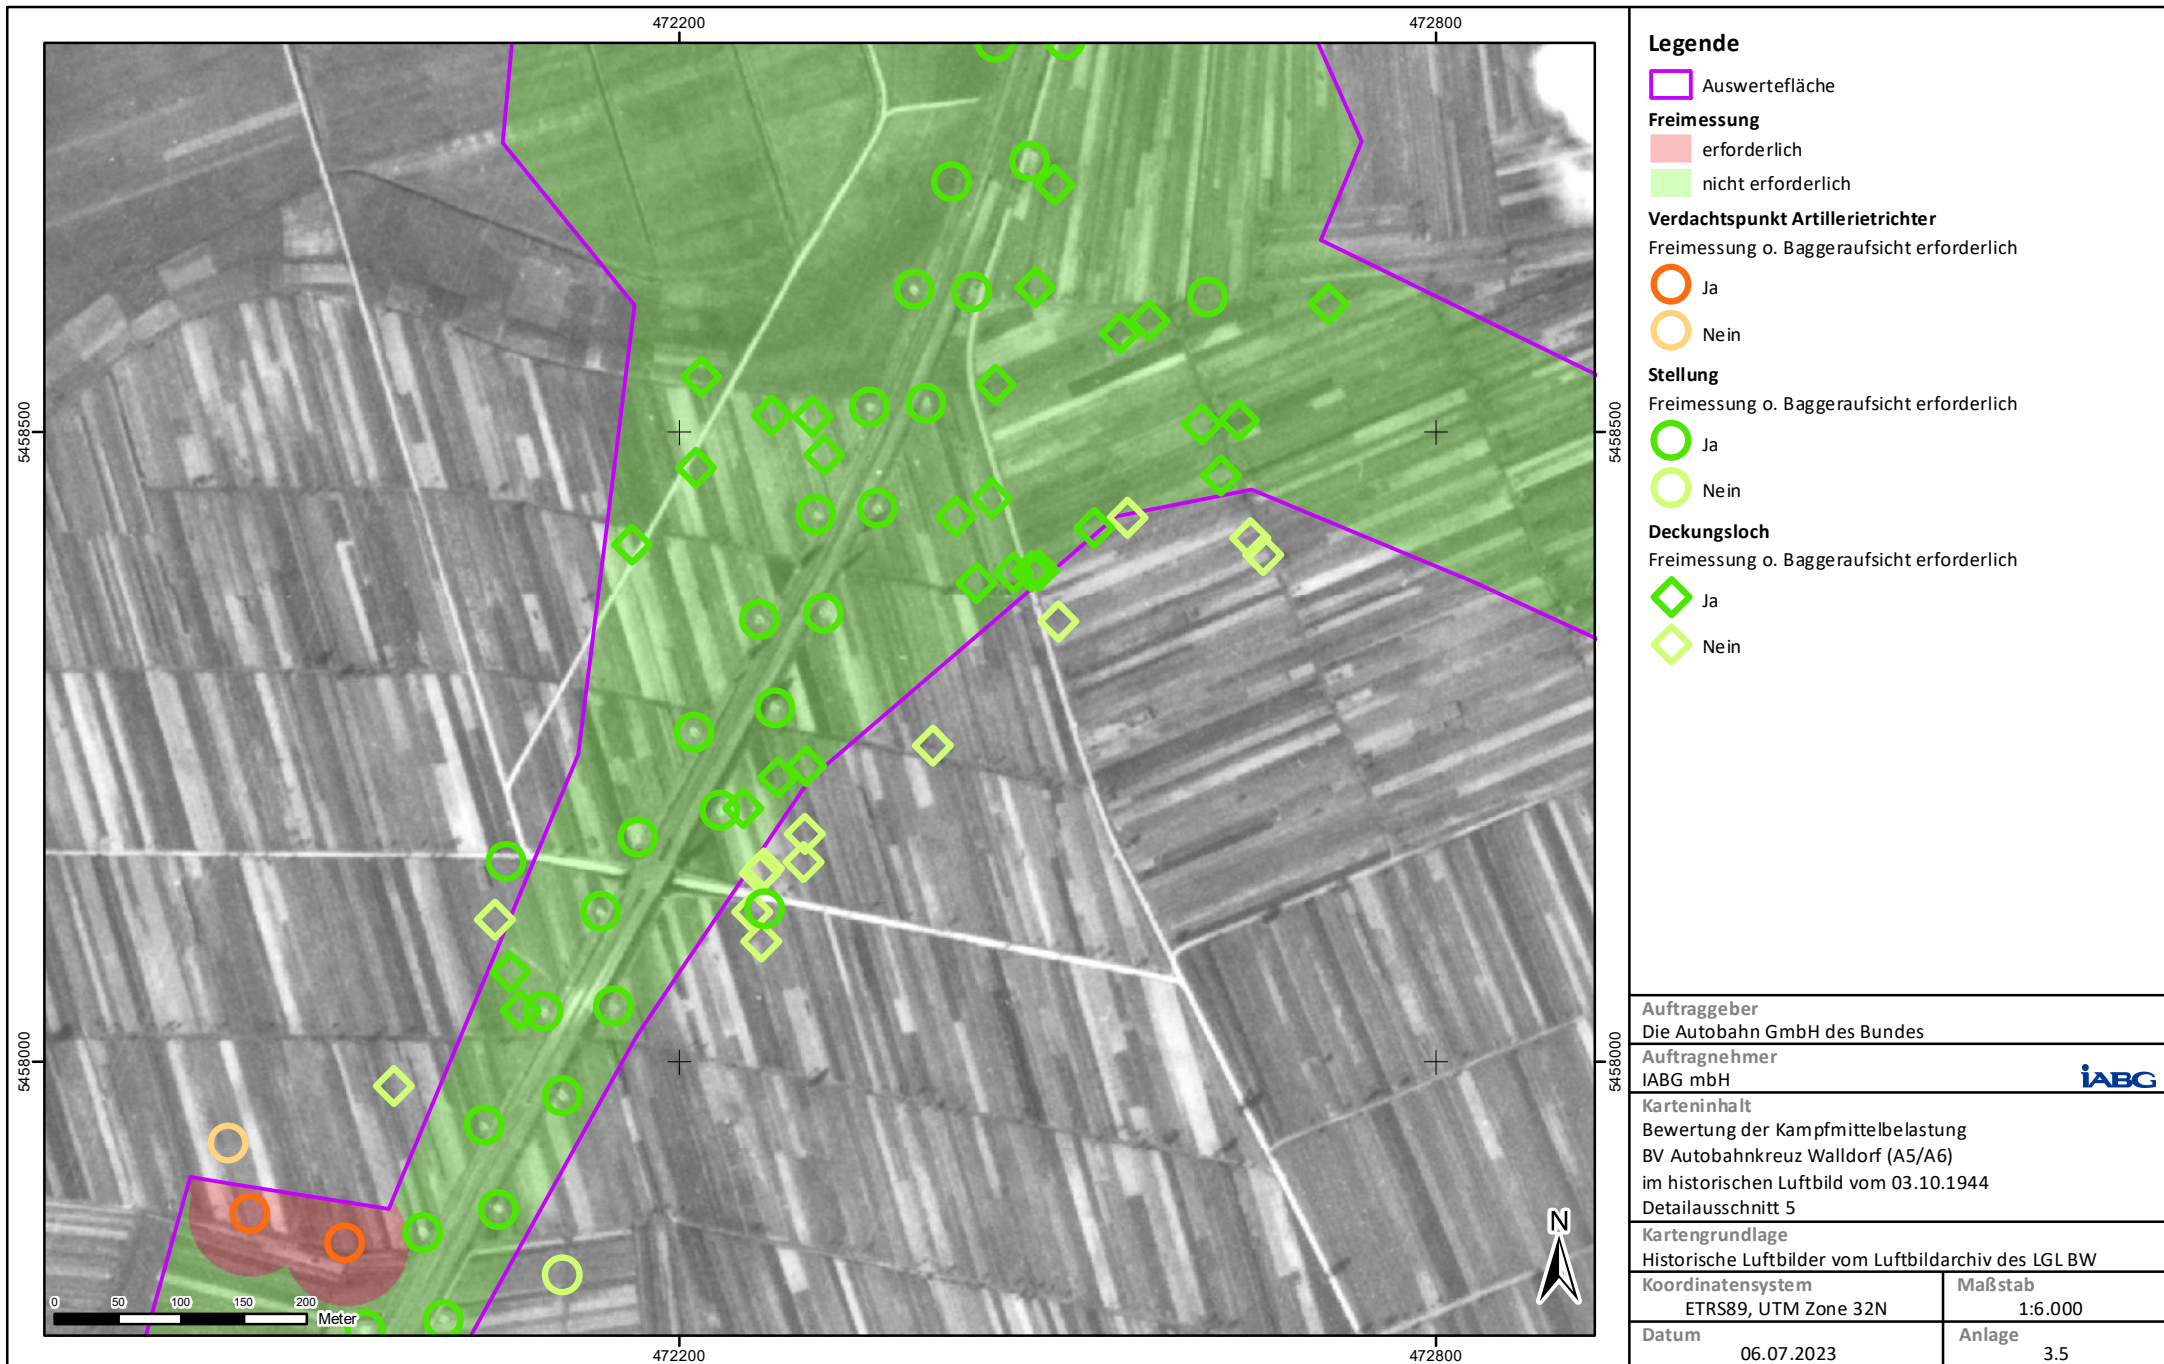 472200
472800
5458500
5458500
5458000
5458000
0
50
100
150
200
Meter
N
472200
472800
Legende
Auswertefläche
Freimessung
erforderlich
nicht erforderlich
Verdachtspunkt Artillerietrichter
Freimessung o. Baggeraufsicht erforderlich
Ja
Nein
Stellung
Freimessung o. Baggeraufsicht erforderlich
Ja
Nein
Deckungsloch
Freimessung o. Baggeraufsicht erforderlich
Ja
Nein
Auftraggeber
Die Autobahn GmbH des Bundes
Auftragnehmer
IABG mbH
iABG
Karteninhalt
Bewertung der Kampfmittelbelastung
BV Autobahnkreuz Walldorf (A5/A6)
im historischen Luftbild vom 03.10.1944
Detailausschnitt 5
Kartengrundlage
Historische Luftbilder vom Luftbildarchiv des LGL BW
Koordinatensystem
ETRS89, UTM Zone 32N
Maßstab
1:6.000
Datum
06.07.2023
Anlage
3.5